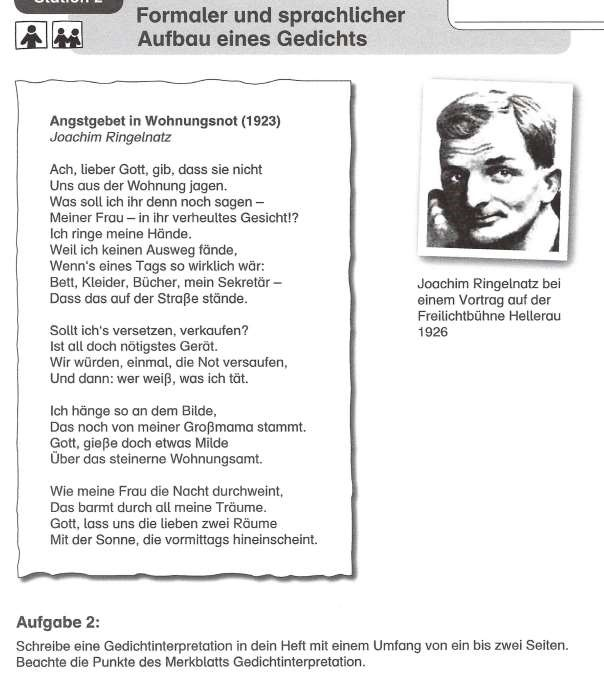 Station 2
Formaler und sprachlicher
Aufbau eines Gedichts
Angstgebet in Wohnungsnot (1923)
Joachim Ringelnatz
Ach, lieber Gott, gib, dass sie nicht
Uns aus der Wohnung jagen.
Was soll ich ihr denn noch sagen –
Meiner Frau – in ihr verheultes Gesicht!?
Ich ringe meine Hände.
Weil ich keinen Ausweg fände,
Wenn's eines Tags so wirklich wär:
Bett, Kleider, Bücher, mein Sekretär –
Dass das auf der Straße stände.
Sollt ich's versetzen, verkaufen?
Ist all doch nötigstes Gerät.
Wir würden, einmal, die Not versaufen,
Und dann: wer weiß, was ich tät.
Ich hänge so an dem Bilde,
Das noch von meiner Großmama stammt.
Gott, gieße doch etwas Milde
Über das steinerne Wohnungsamt.
Wie meine Frau die Nacht durchweint,
Das barmt durch all meine Träume.
Gott, lass uns die lieben zwei Räume
Mit der Sonne, die vormittags hineinscheint.
Joachim Ringelnatz bei
einem Vortrag auf der
Freilichtbühne Hellerau
1926
Aufgabe 2:
Schreibe eine Gedichtinterpretation in dein Heft mit einem Umfang von ein bis zwei Seiten.
Beachte die Punkte des Merkblatts Gedichtinterpretation.